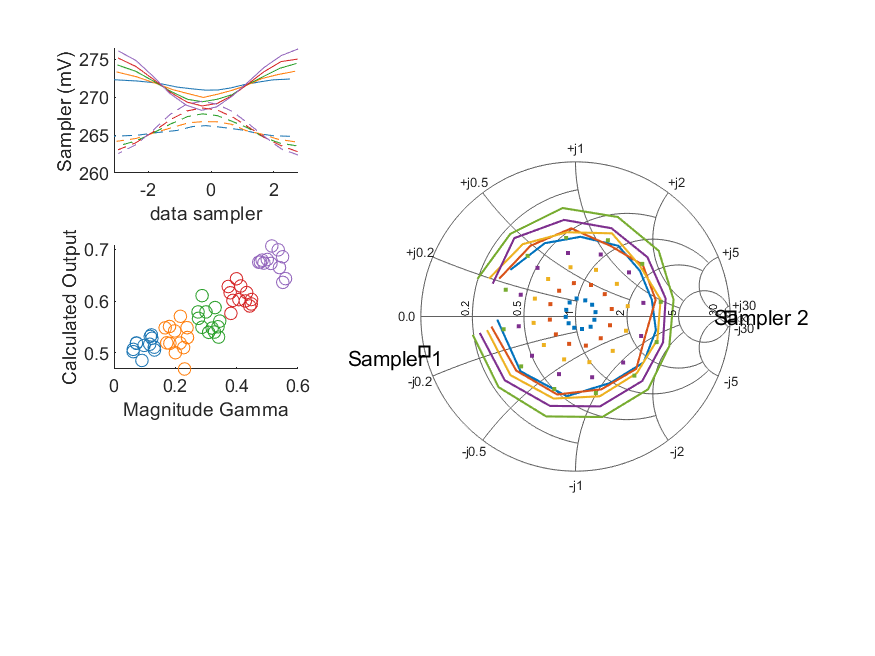 275
270
265
260
Sampler (mV)
-2
0
2
data sampler
0.7
0.6
0.5
Calculated Output
0
0.2
0.4
0.6
Magnitude Gamma
+j1
+j0.5
+j2
+j0.2
+j5
0.0
0.2
0.5
1
2
5
30
+j30
-j30
Sampler 2
Sampler 1
-j0.2
-j5
-j0.5
-j2
-j1